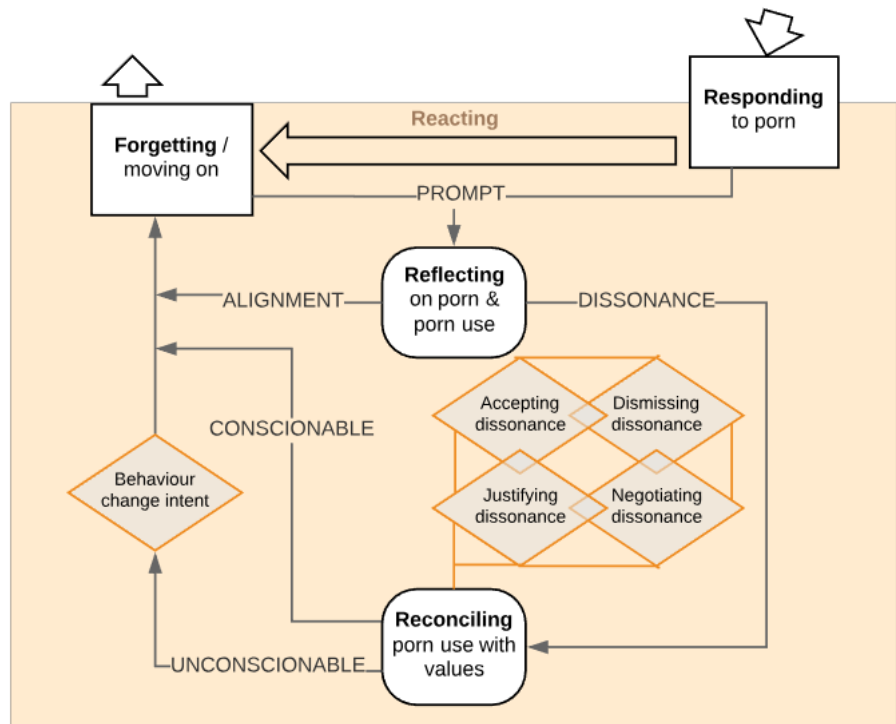 Responding
to porn
Reacting
Forgetting /
moving on
PROMPT
Reflecting
on porn &
porn use
ALIGNMENT
DISSONANCE
Accepting
dissonance
Dismissing
dissonance
CONSCIONABLE
Behaviour
change intent
Justifying
dissonance
Negotiating
dissonance
Reconciling
porn use with
values
UNCONSCIONABLE